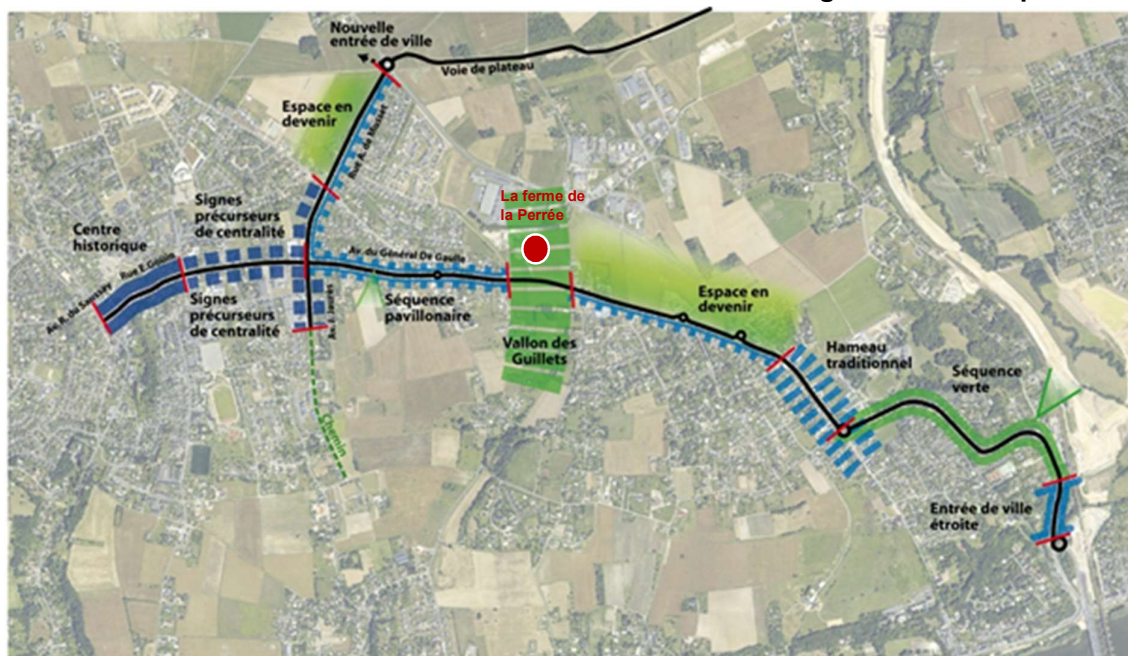 Nouvelle
entrée de ville
Voie de plateau
Espace en
devenir
Rue A. de Musset
La ferme de
la Perrée
Signes
précurseurs
de centralité
Centre
historique
Rue F. Gossin
Av. R. du Saussey
Av. du Général De Gaulle
Signes
précurseurs
de centralité
Av. J. Jaurès
Séquence
pavillonaire
Espace en
devenir
Vallon des
Guillets
Hameau
traditionnel
Séquence
verte
Chemin
Entrée de ville
étroite